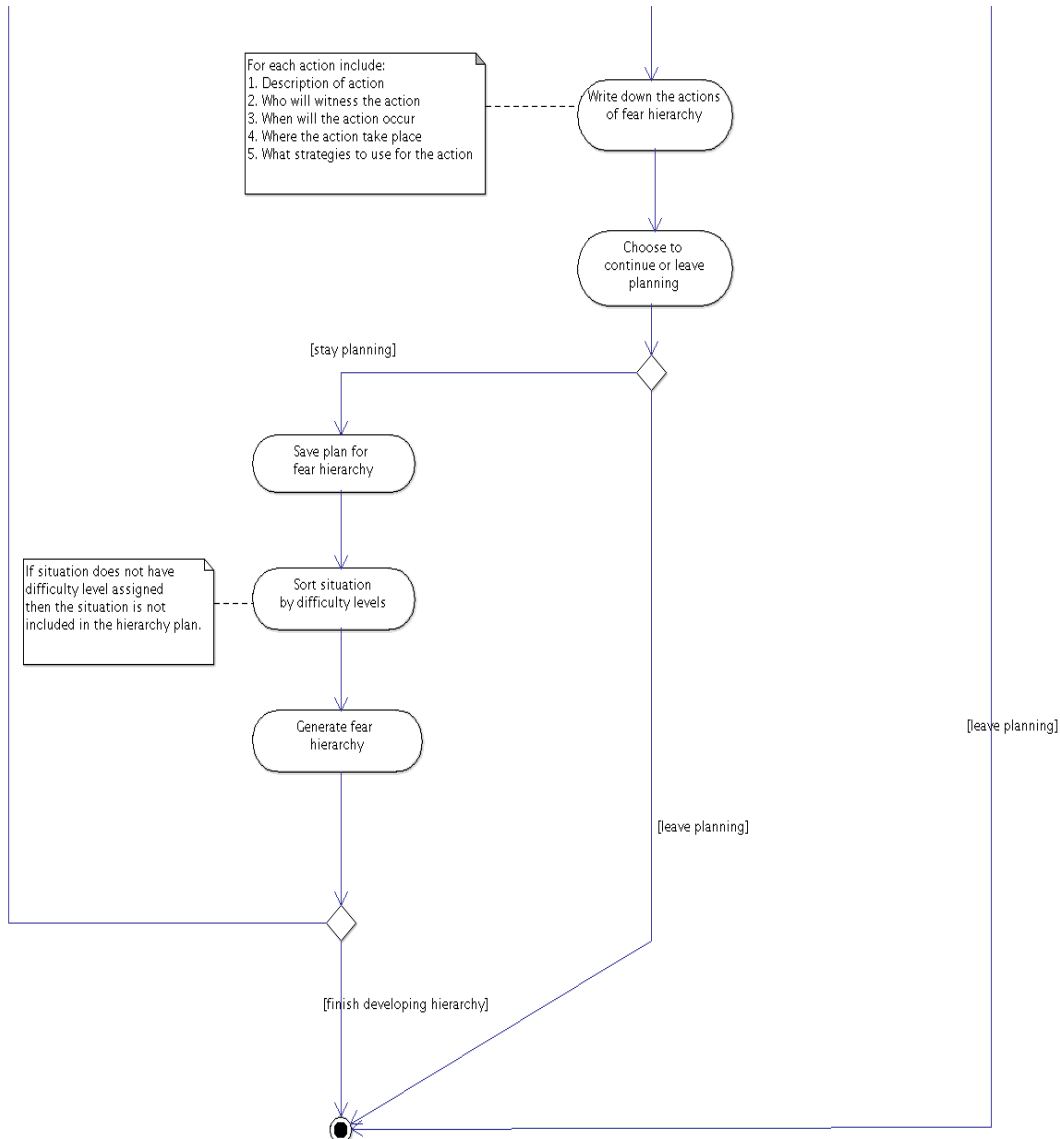 For each action include:
1. Description of action
2. Who will witness the action
3. When will the action occur
4. Where the action take place
5. What strategies to use for the action
Write down the actions
of fear hierarchy
Choose to
continue or leave
planning
[stay planning]
Save plan for
fear hierarchy
If situation does not have
difficulty level assigned
then the situation is not
included in the hierarchy plan.
Sort situation
by difficulty levels
Generate fear
hierarchy
[leave planning]
[leave planning]
[finish developing hierarchy]